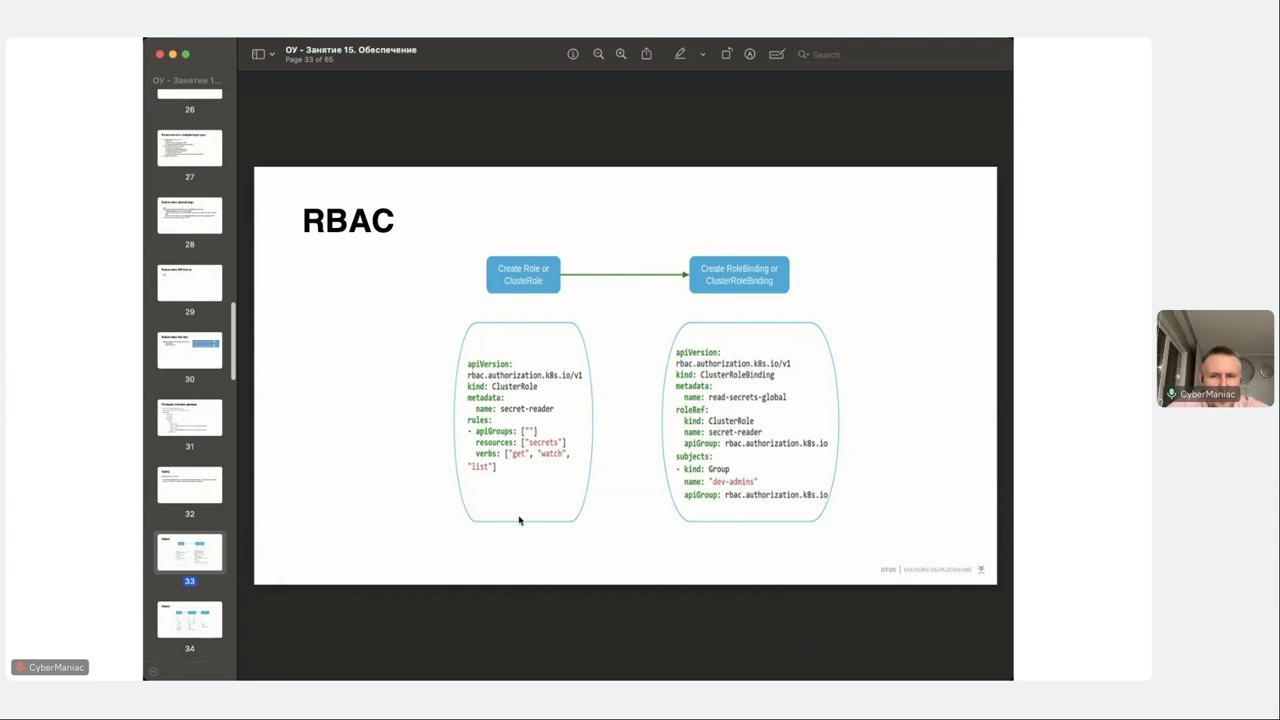 ОУ - Занятие 15. Обеспечение
Page 33 of 65
Search
ОУ - Занятие 1...
26
27
28
29
30
31
32
33
34
RBAC
Create Role or
ClusteRole
Create RoleBinding or
ClusterRoleBinding
apiVersion:
rbac.authorization.k8s.io/v1
kind: ClusterRole
metadata:
name: secret-reader
rules:
- apiGroups: [""]
resources: ["secrets"]
verbs: ["get", "watch",
"list"]
apiVersion:
rbac.authorization.k8s.io/v1
kind: ClusterRoleBinding
metadata:
name: read-secrets-global
roleRef:
kind: ClusterRole
name: secret-reader
apiGroup: rbac.authorization.k8s.io
subjects:
- kind: Group
name: "dev-admins"
apiGroup: rbac.authorization.k8s.io
OTUS | ОНЛАЙН ОБРАЗОВАНИЕ
CyberManiac
CyberManiac